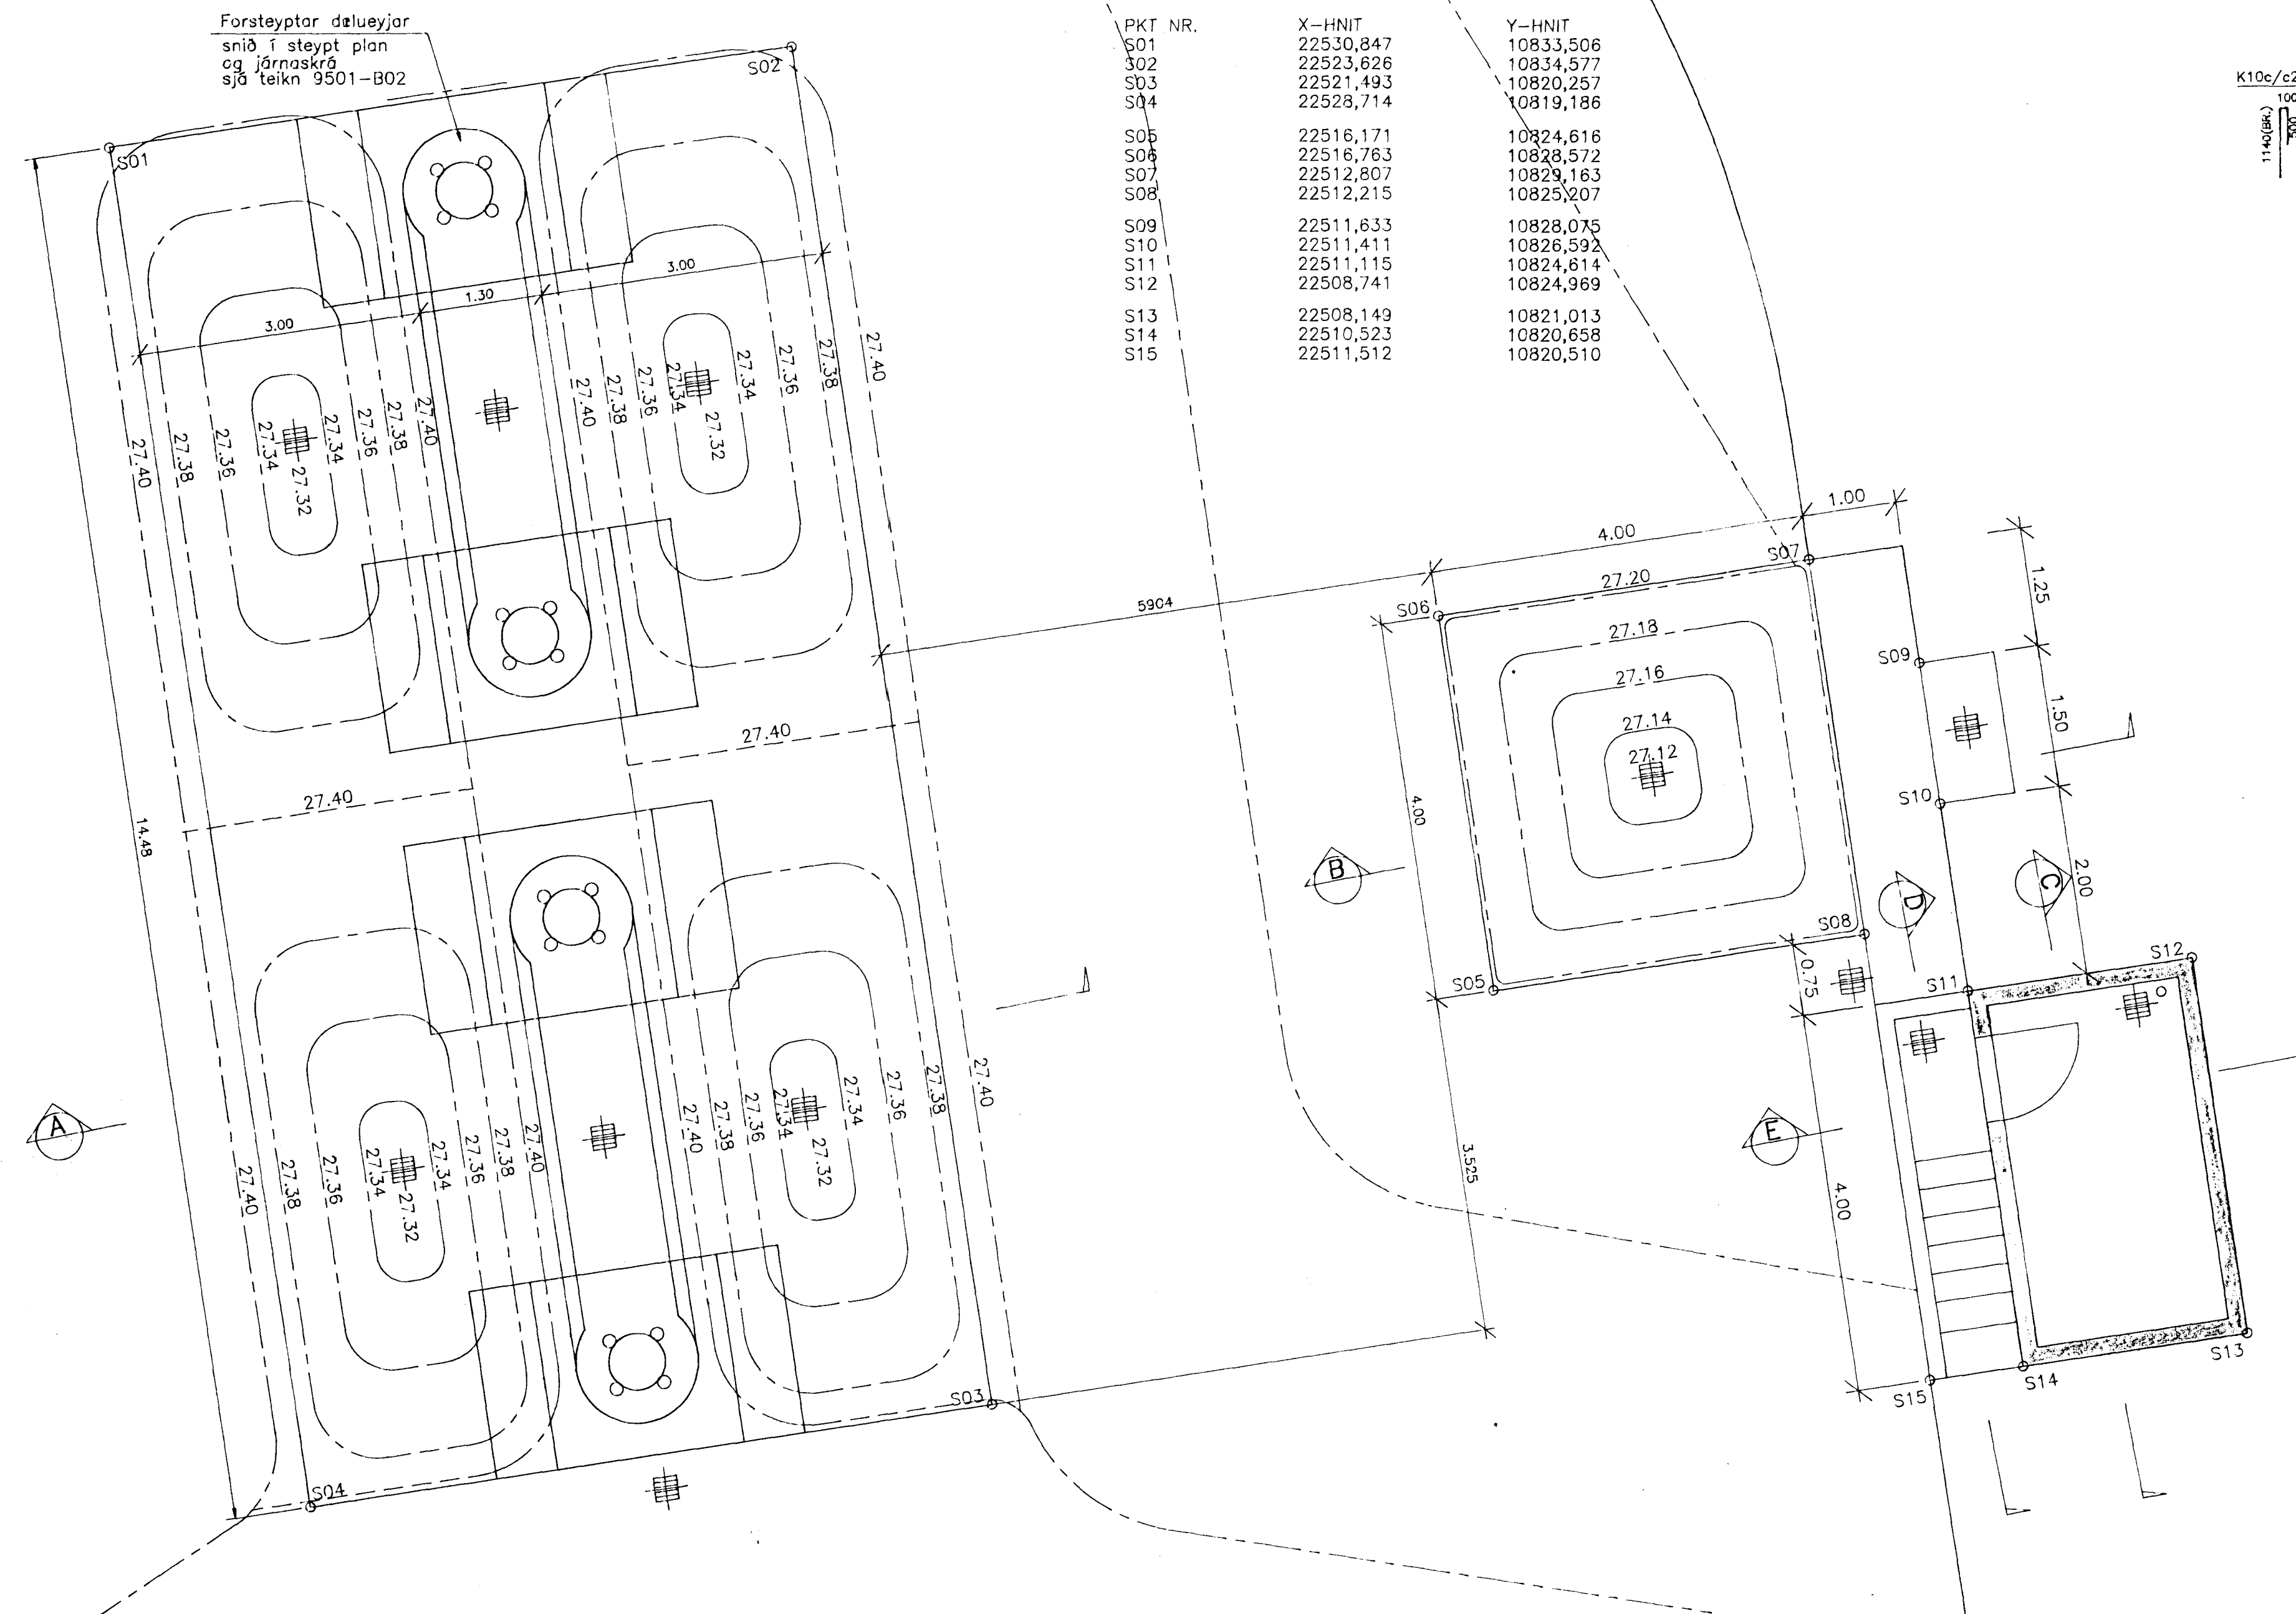 Forsteyptar dælueyjar
snið í steypt plan
og járnaskrá
sjá teikn 9501-B02
PKT NR. X-HNIT Y-HNIT
S01 22530,847 10833,506
S02 22523,626 10834,577
S03 22521,493 10820,257
S04 22528,714 10819,186
S05 22516,171 10824,616
S06 22516,763 10828,572
S07 22512,807 10829,163
S08 22512,215 10825,207
S09 22511,633 10828,075
S10 22511,411 10826,592
S11 22511,115 10824,614
S12 22508,741 10824,969
S13 22508,149 10821,013
S14 22510,523 10820,658
S15 22511,512 10820,510
K10c/c2
100
500
1140(BR.)
S01
S02
3.00
1.30
3.00
27.40
27.38
27.36
27.34
27.32
27.34
27.36
27.38
27.40
27.40
27.38
27.36
27.34
27.32
27.34
27.36
27.38
27.40
27.40
27.40
14.48
5904
4.00
1.00
S06
S07
27.20
27.18
27.16
27.14
27.12
4.00
S05
S08
1.25
S09
1.50
S10
2.00
0.75
B
D
C
S11
S12
A
27.40
27.38
27.36
27.34
27.32
27.34
27.36
27.38
27.40
27.40
27.38
27.36
27.34
27.32
27.34
27.36
27.38
27.40
3.525
E
4.00
S03
S04
S13
S14
S15